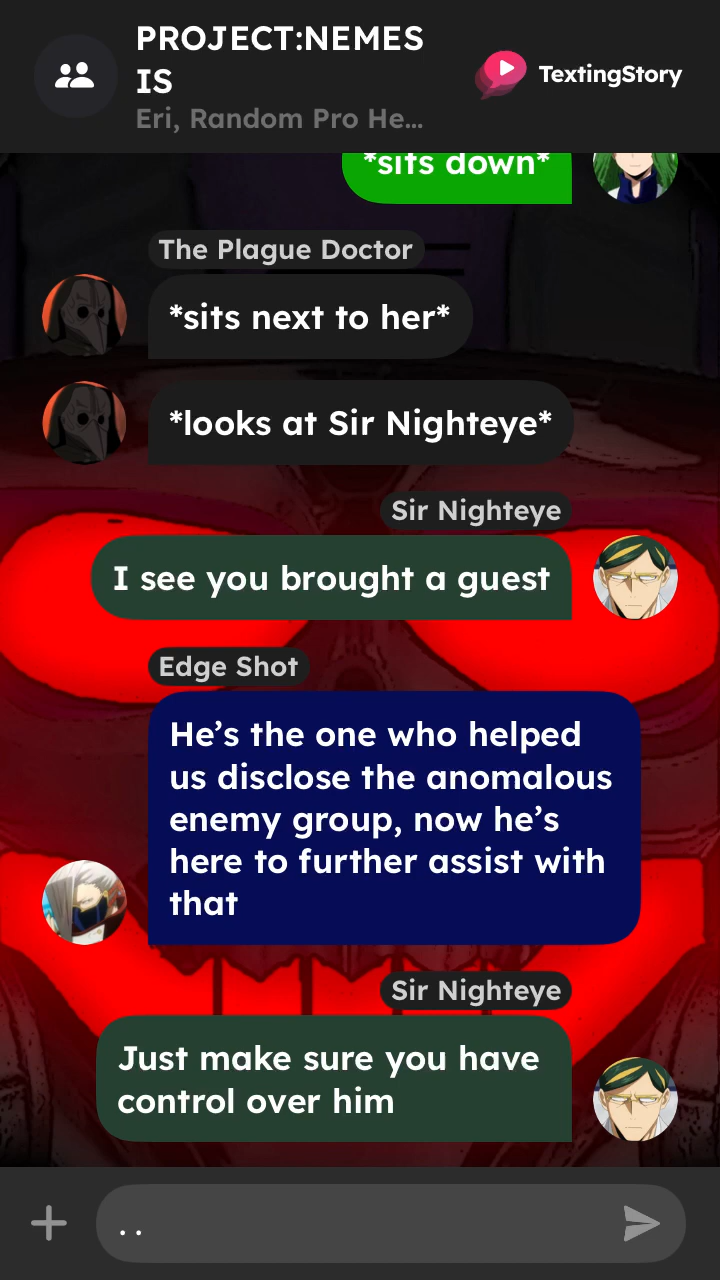 PROJECT:NEMES
IS
Eri, Random Pro He...
TextingStory
*sits down*
The Plague Doctor
*sits next to her*
*looks at Sir Nighteye*
Sir Nighteye
I see you brought a guest
Edge Shot
He’s the one who helped
us disclose the anomalous
enemy group, now he’s
here to further assist with
that
Sir Nighteye
Just make sure you have
control over him
. .